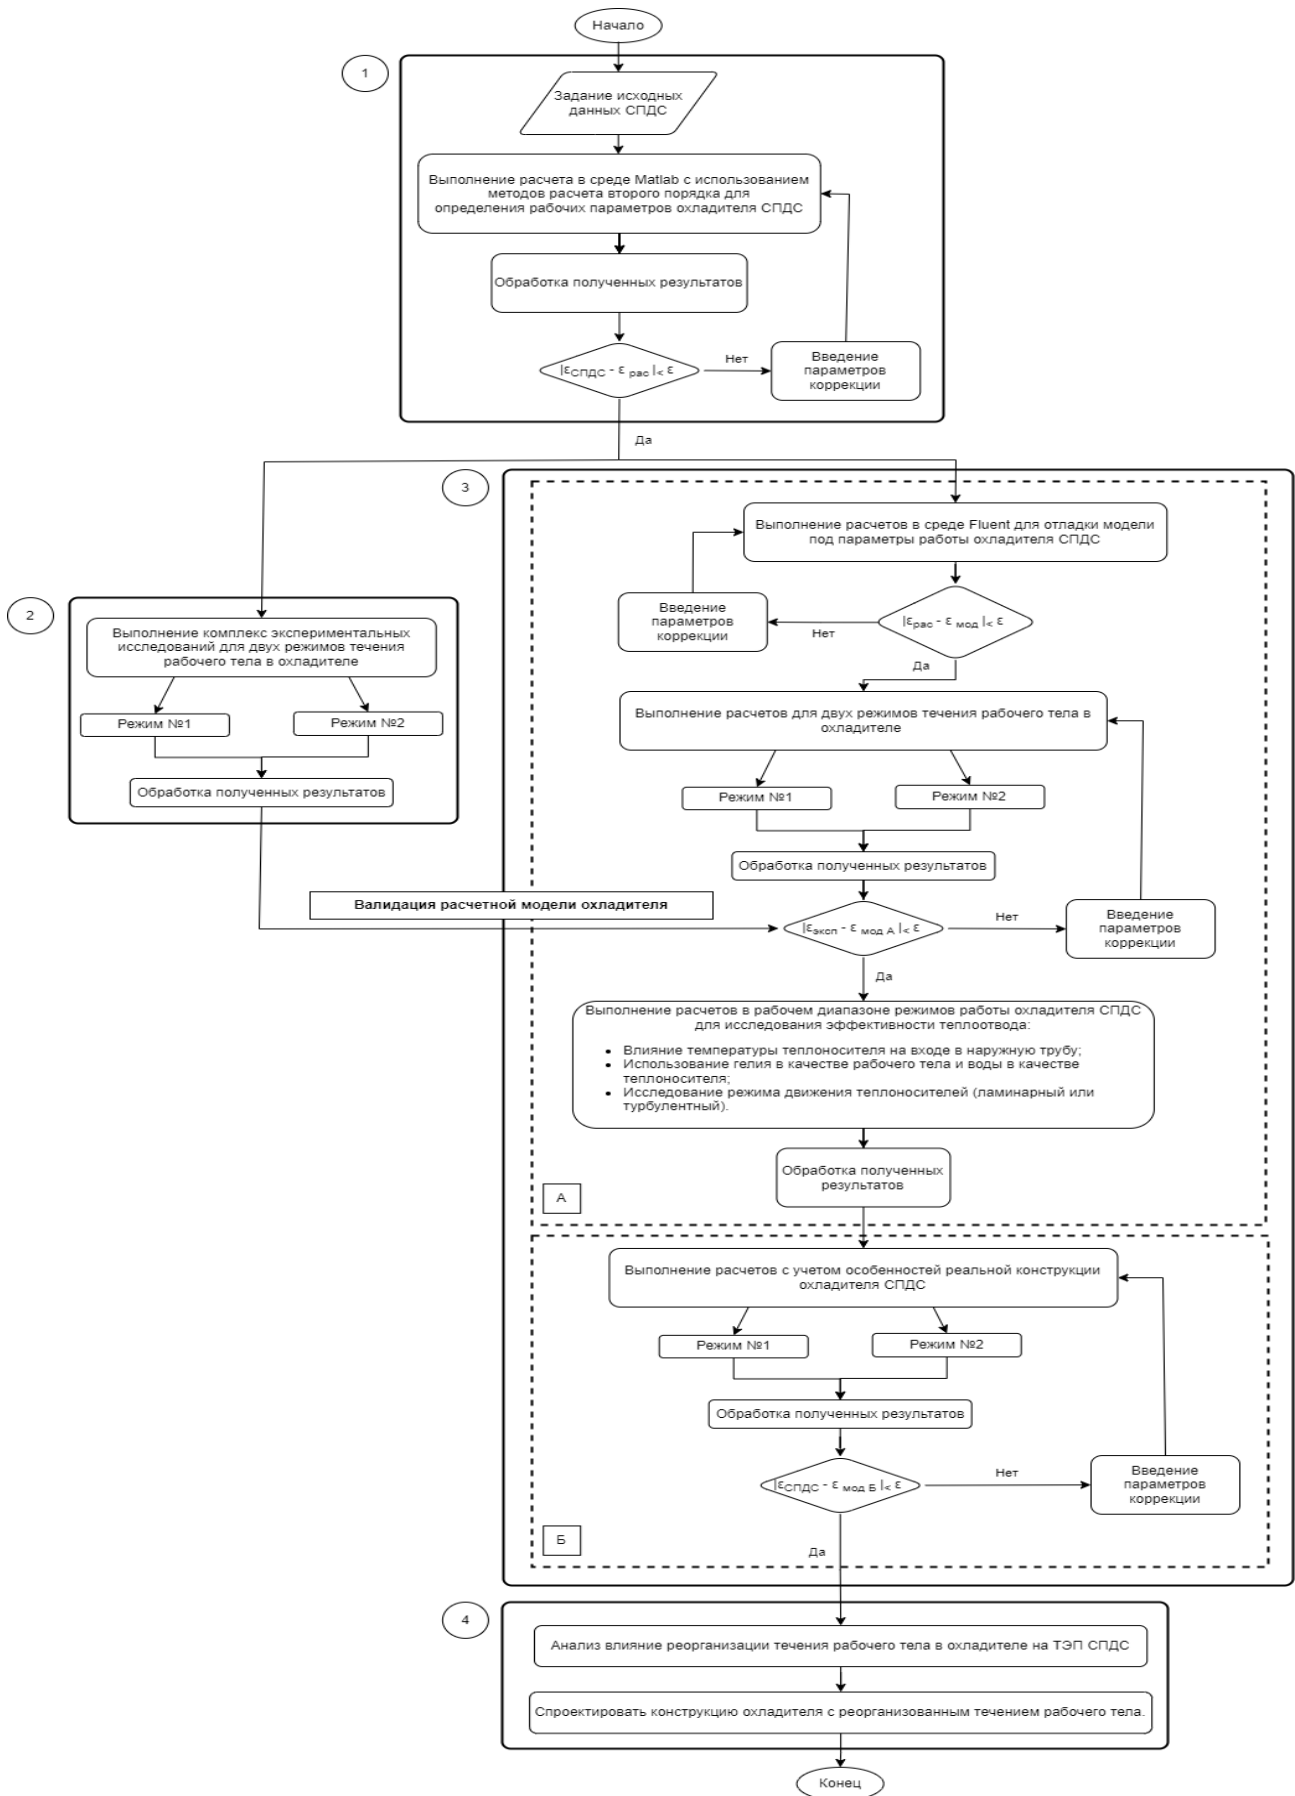 Начало
1
Задание исходных
данных СПДС
Выполнение расчета в среде Matlab с использованием
методов расчета второго порядка для
определения рабочих параметров охладителя СПДС
Обработка полученных результатов
|εСПДС - ε рас |< ε
Нет
Введение
параметров
коррекции
Да
3
Выполнение расчетов в среде Fluent для отладки модели
под параметры работы охладителя СПДС
Введение
параметров
коррекции
Нет
|εрас - ε мод |< ε
Да
2
Выполнение комплекс экспериментальных
исследований для двух режимов течения
рабочего тела в охладителе
Режим №1
Режим №2
Обработка полученных результатов
Выполнение расчетов для двух режимов течения рабочего тела в
охладителе
Режим №1
Режим №2
Обработка полученных результатов
Валидация расчетной модели охладителя
|εэксп - ε мод А |< ε
Нет
Введение
параметров
коррекции
Да
Выполнение расчетов в рабочем диапазоне режимов работы охладителя СПДС
для исследования эффективности теплоотвода:
• Влияние температуры теплоносителя на входе в наружную трубу;
• Использование гелия в качестве рабочего тела и воды в качестве
теплоносителя;
• Исследование режима движения теплоносителей (ламинарный или
турбулентный).
Обработка полученных
результатов
А
Выполнение расчетов с учетом особенностей реальной конструкции
охладителя СПДС
Режим №1
Режим №2
Обработка полученных результатов
|εСПДС - ε мод Б |< ε
Нет
Введение
параметров
коррекции
Б
Да
4
Анализ влияние реорганизации течения рабочего тела в охладителе на ТЭП СПДС
Спроектировать конструкцию охладителя с реорганизованным течением рабочего тела.
Конец